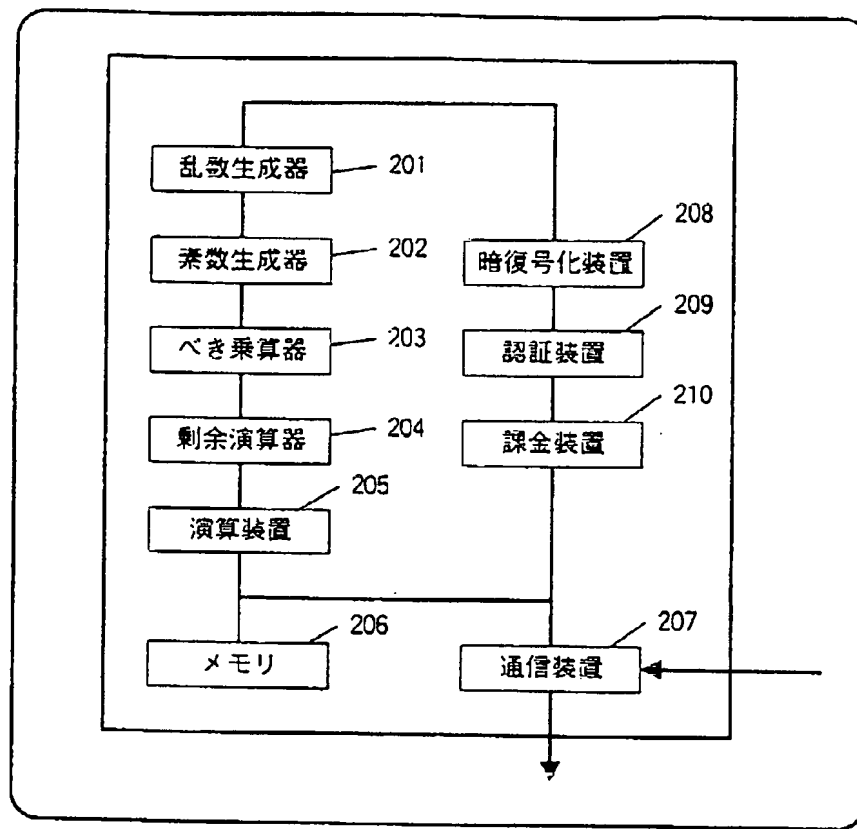 乱数生成器 201
素数生成器 202
べき乗算器 203
剰余演算器 204
演算装置 205
メモリ 206
通信装置 207
暗復号化装置 208
認証装置 209
課金装置 210